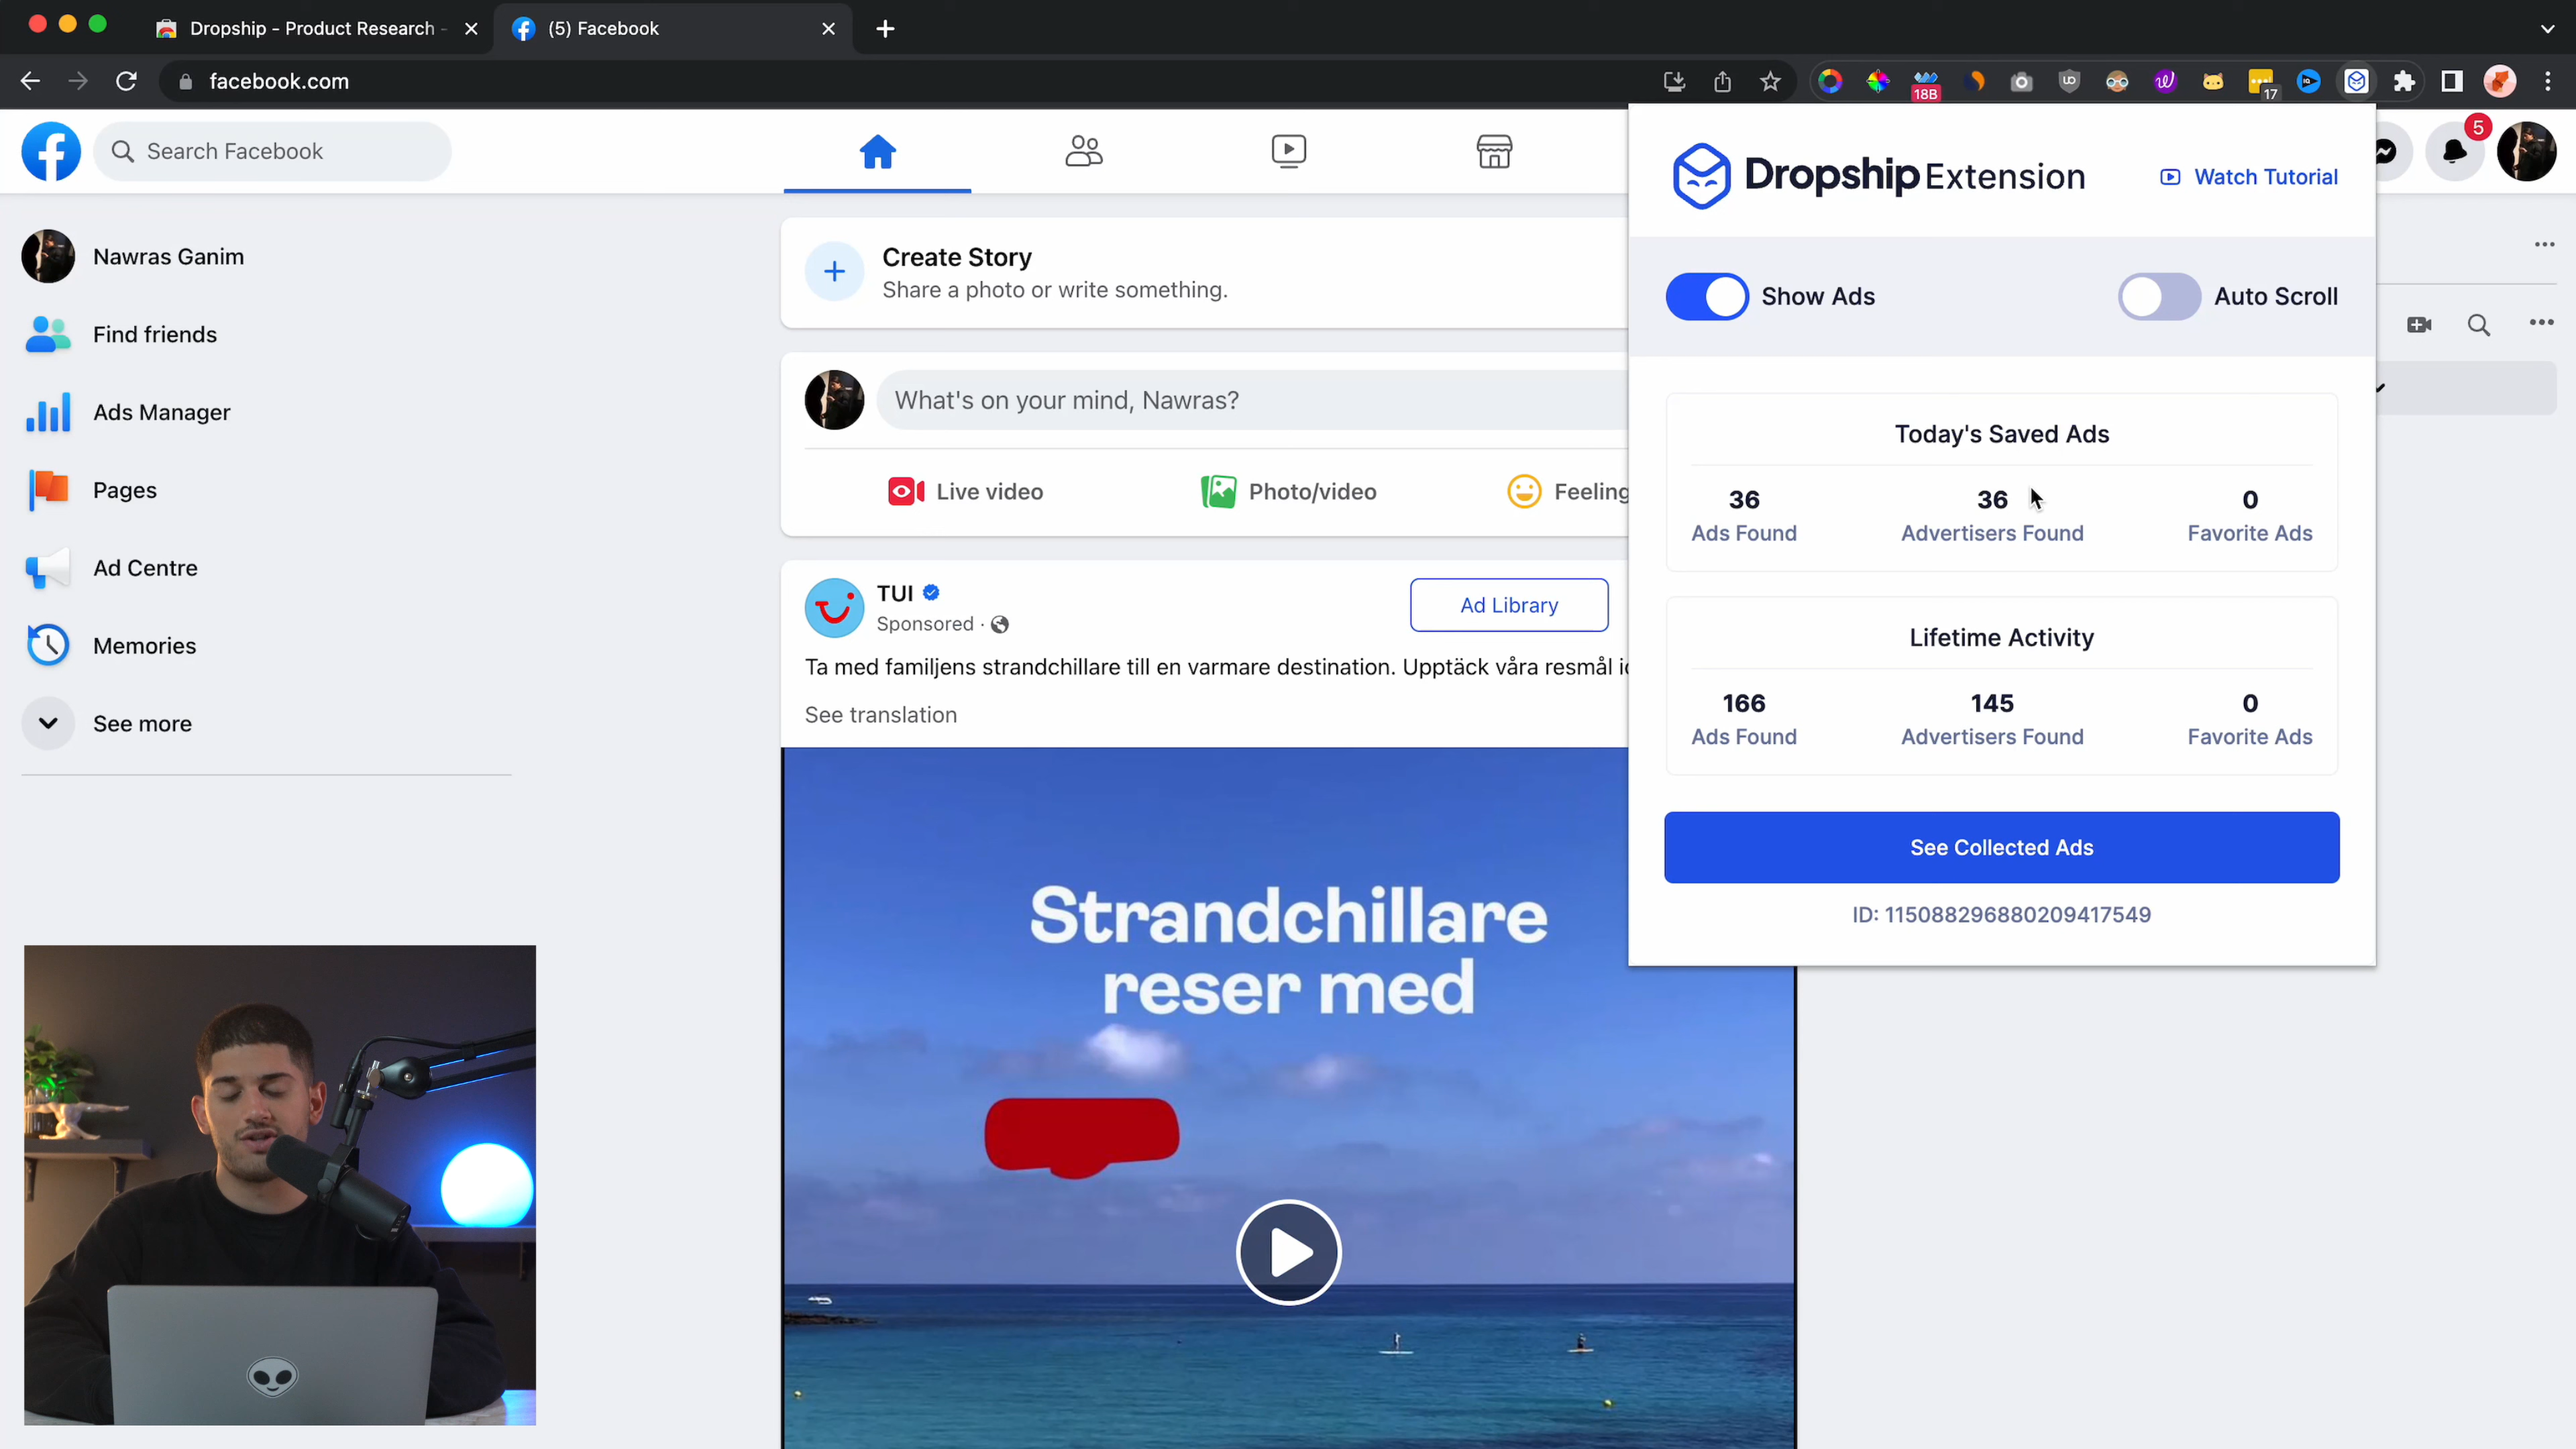 Dropship - Product Research -
(5) Facebook
facebook.com
18B
17
Search Facebook
5
Nawras Ganim
Find friends
Ads Manager
Pages
Ad Centre
Memories
See more
Create Story
Share a photo or write something.
What's on your mind, Nawras?
Live video
Photo/video
Feeling
TUI
Sponsored ·
Ad Library
Ta med familjens strandchillare till en varmare destination. Upptäck våra resmål
See translation
Strandchillare
reser med
Dropship Extension
Watch Tutorial
Show Ads
Auto Scroll
Today's Saved Ads
36
36
0
Ads Found
Advertisers Found
Favorite Ads
Lifetime Activity
166
145
0
Ads Found
Advertisers Found
Favorite Ads
See Collected Ads
ID: 115088296880209417549